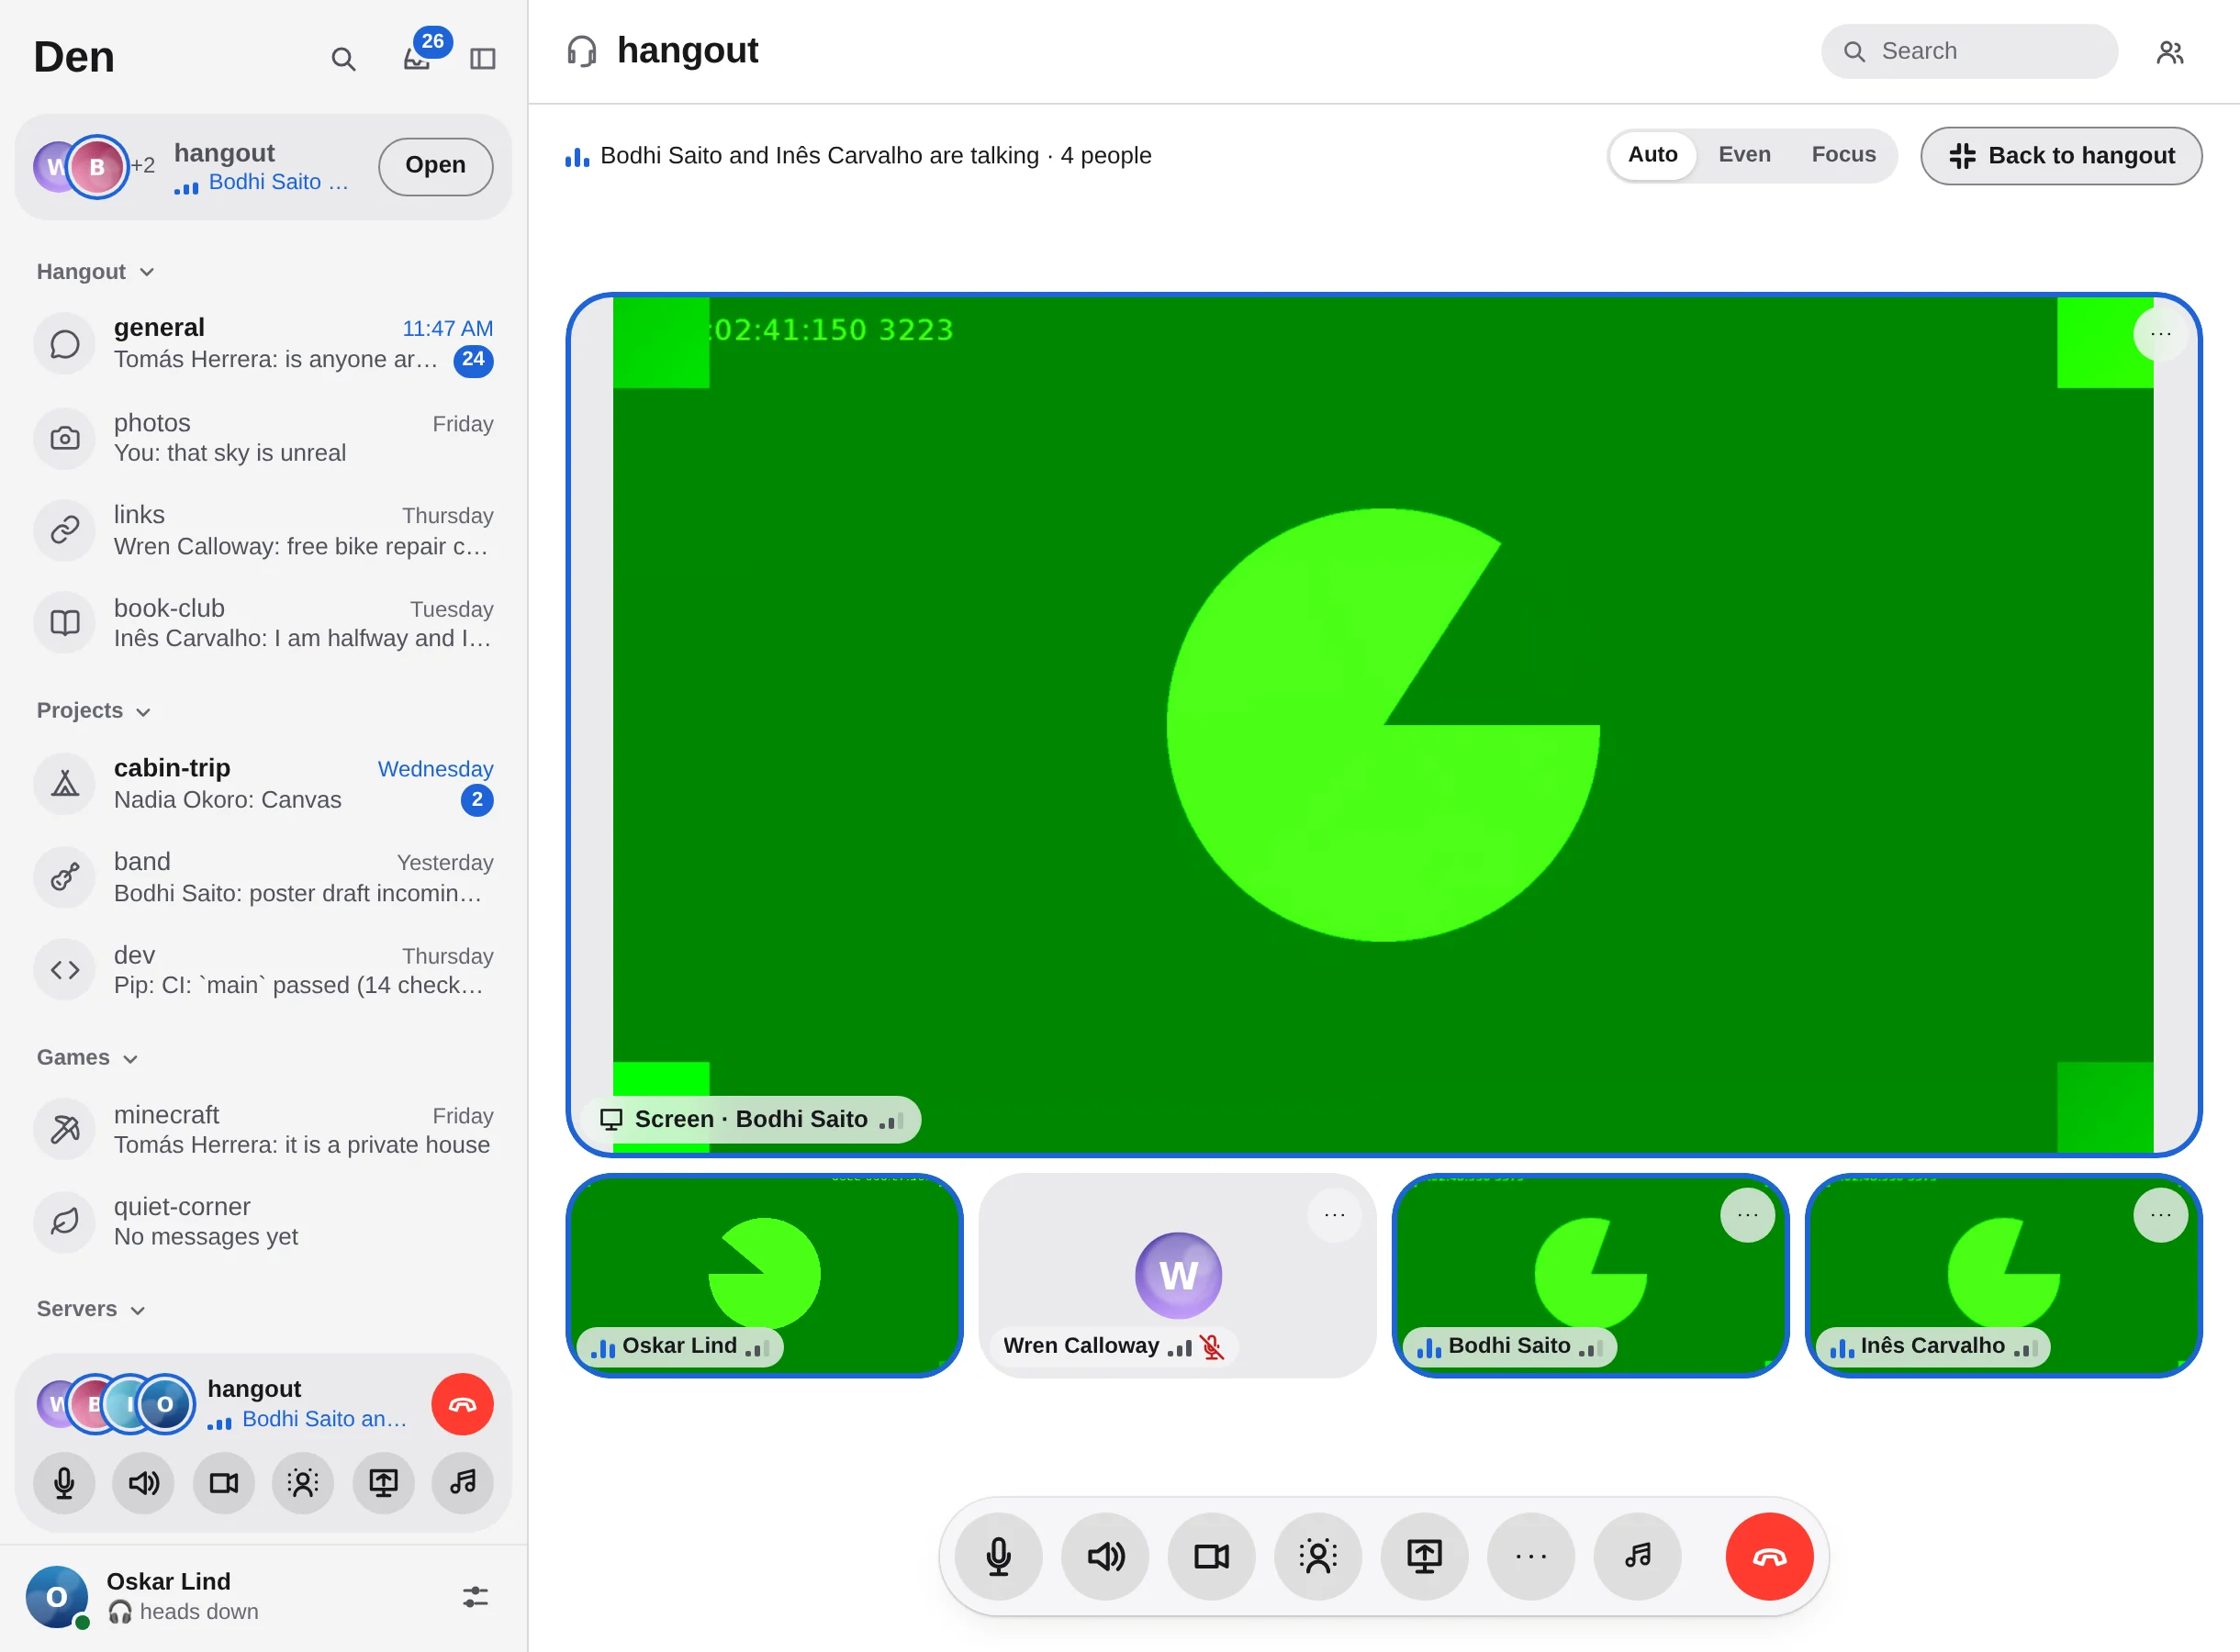 Den
26
W
B
+2
hangout
Bodhi Saito …
Open
Hangout
general
11:47 AM
Tomás Herrera: is anyone ar…
24
photos
Friday
You: that sky is unreal
links
Thursday
Wren Calloway: free bike repair c…
book-club
Tuesday
Inês Carvalho: I am halfway and I…
Projects
cabin-trip
Wednesday
Nadia Okoro: Canvas
2
band
Yesterday
Bodhi Saito: poster draft incomin…
dev
Thursday
Pip: CI: `main` passed (14 check…
Games
minecraft
Friday
Tomás Herrera: it is a private house
quiet-corner
No messages yet
Servers
W
B
I
O
hangout
Bodhi Saito an…
O
Oskar Lind
🎧 heads down
hangout
Search
Bodhi Saito and Inês Carvalho are talking · 4 people
Auto
Even
Focus
Back to hangout
:02:41:150 3223
Screen · Bodhi Saito
Oskar Lind
W
Wren Calloway
Bodhi Saito
Inês Carvalho